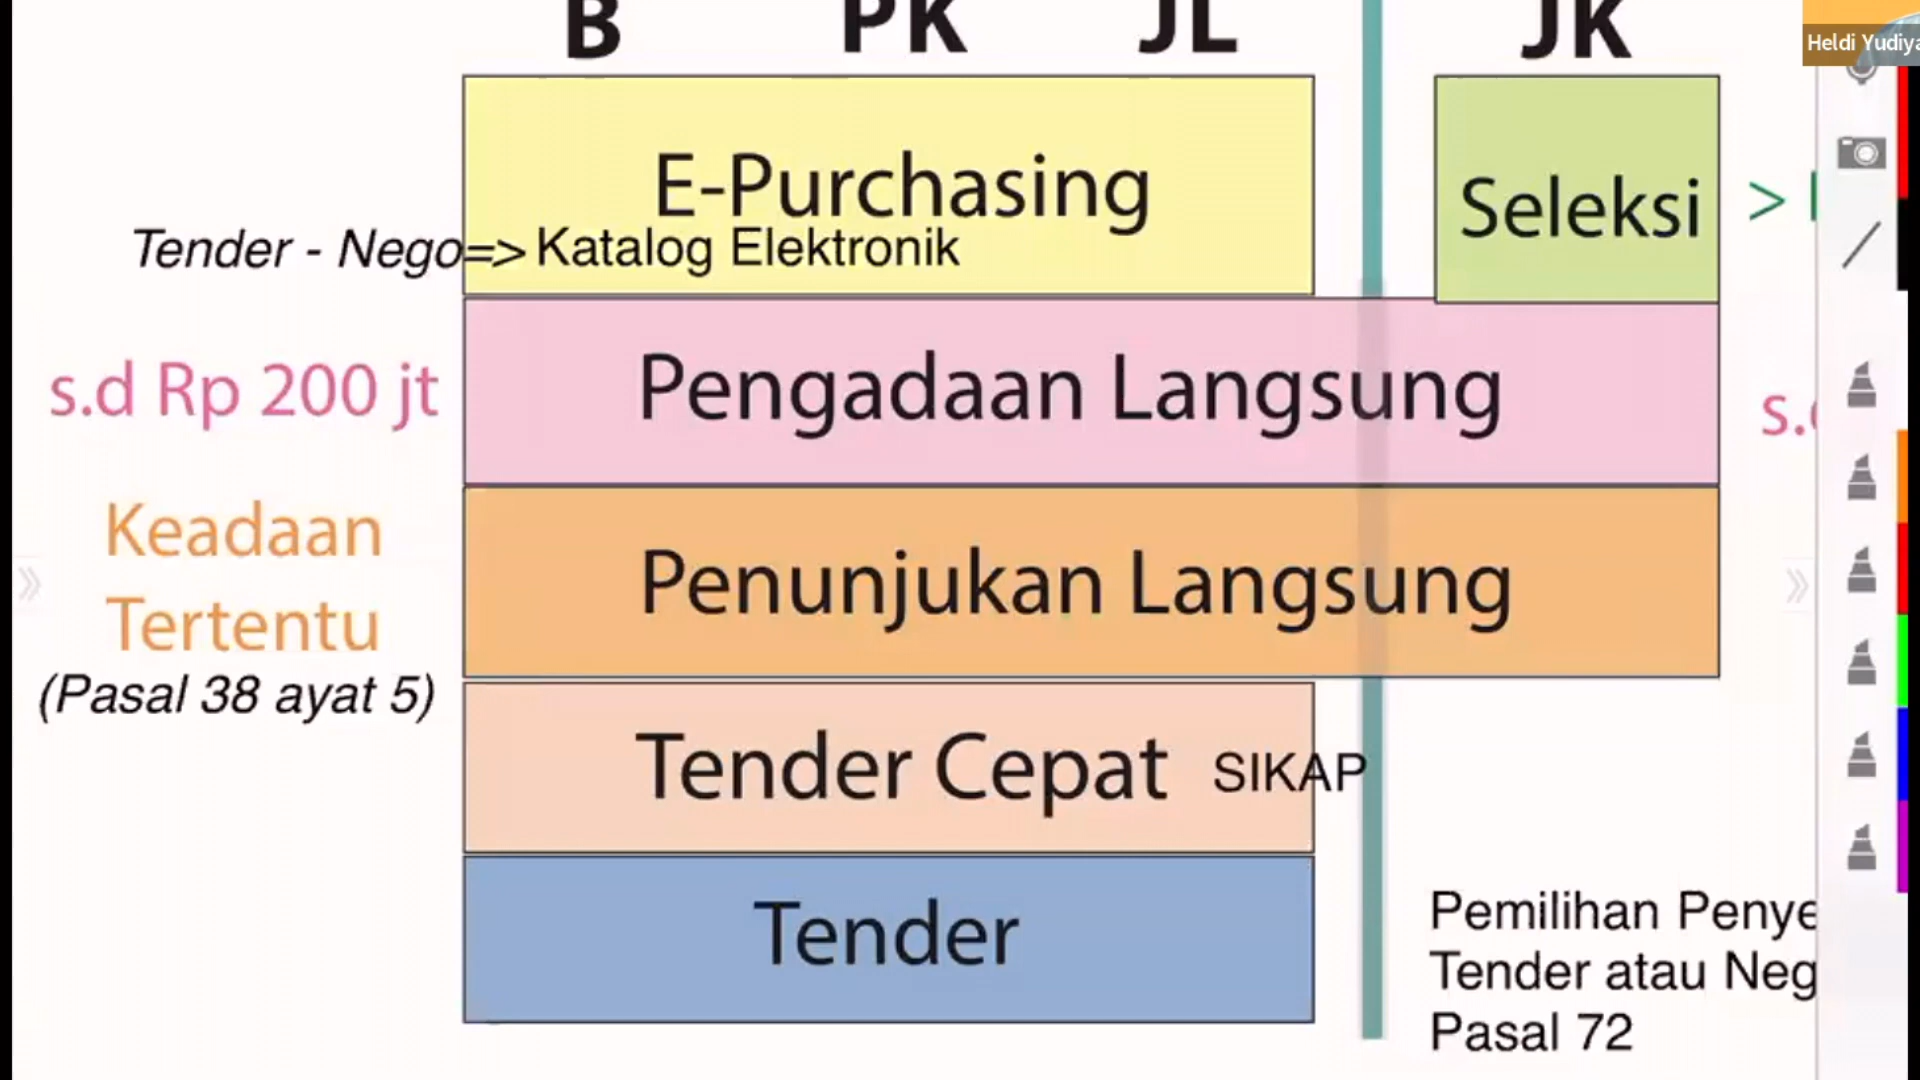 B PK JL JK
Heldi Yudiya
E-Purchasing
Seleksi
>
Tender - Nego=> Katalog Elektronik
s.d Rp 200 jt
Pengadaan Langsung
Keadaan
Tertentu
(Pasal 38 ayat 5)
Penunjukan Langsung
Tender Cepat SIKAP
Tender
Pemilihan Penye
Tender atau Neg
Pasal 72